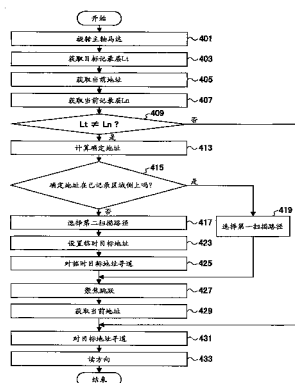 开始
旋转主轴马达
401
获取目标记录层Lt
403
获取当前地址
405
获取当前记录层Ln
407
409
Lt ≠ Ln ?
否
是
计算确定地址
413
415
确定地址在已记录区域侧上吗?
是
否
选择第二扫描路径
417
419
选择第一扫描路径
设置临时目标地址
423
对临时目标地址寻道
425
聚焦跳跃
427
获取当前地址
429
对目标地址寻道
431
读方向
433
结束